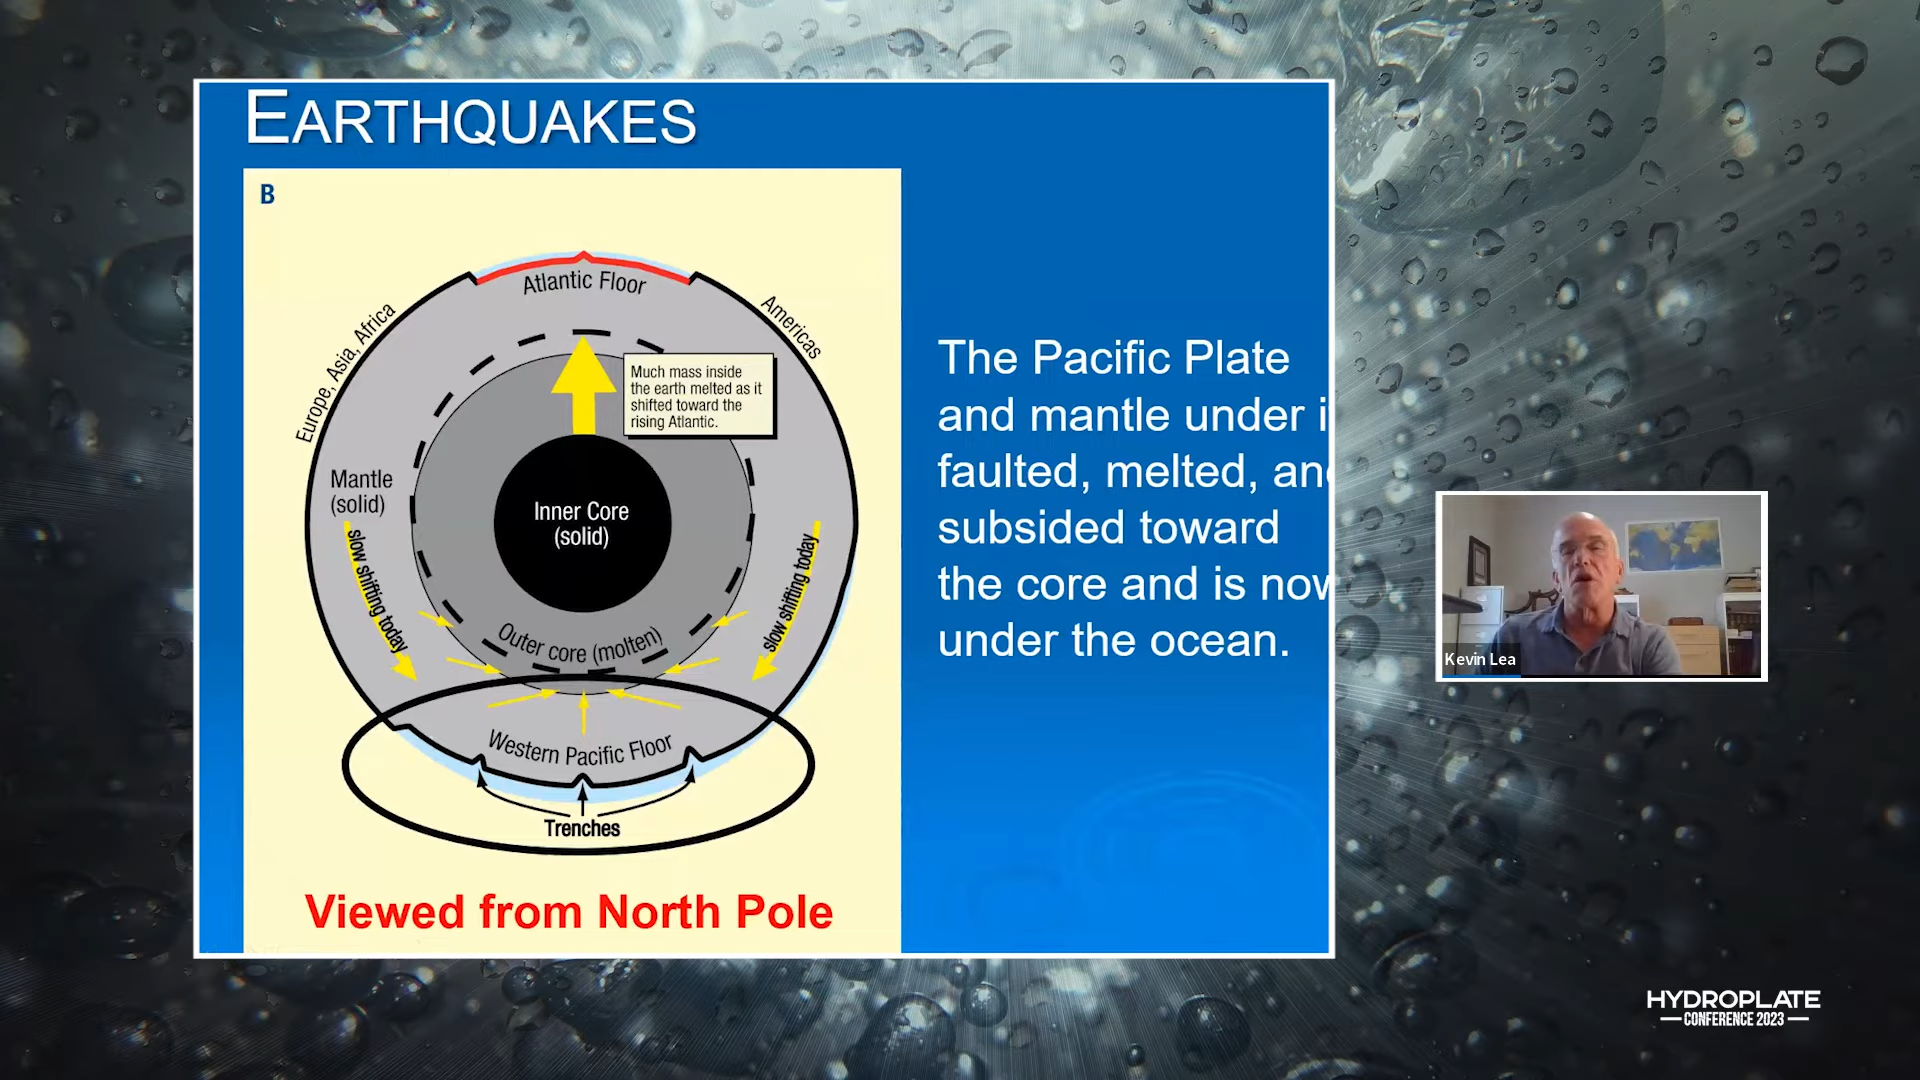 EARTHQUAKES
B
Atlantic Floor
Europe, Asia, Africa
Americas
Much mass inside
the earth melted as it
shifted toward the
rising Atlantic.
Mantle
(solid)
Inner Core
(solid)
slow shifting today
slow shifting today
Outer core (molten)
Western Pacific Floor
Trenches
Viewed from North Pole
The Pacific Plate
and mantle under i
faulted, melted, an
subsided toward
the core and is now
under the ocean.
Kevin Lea
HYDROPLATE
CONFERENCE 2023